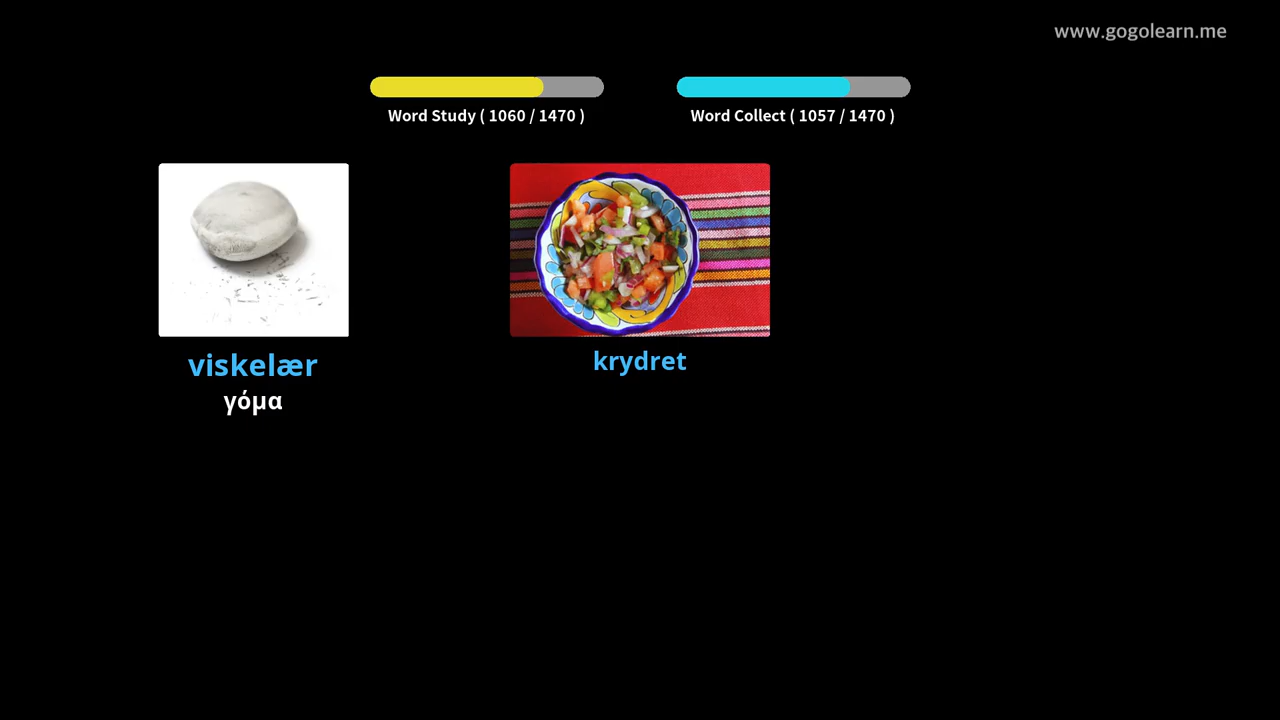 www.gogolearn.me
Word Study ( 1060 / 1470 )
Word Collect ( 1057 / 1470 )
viskelær
γόμα
krydret